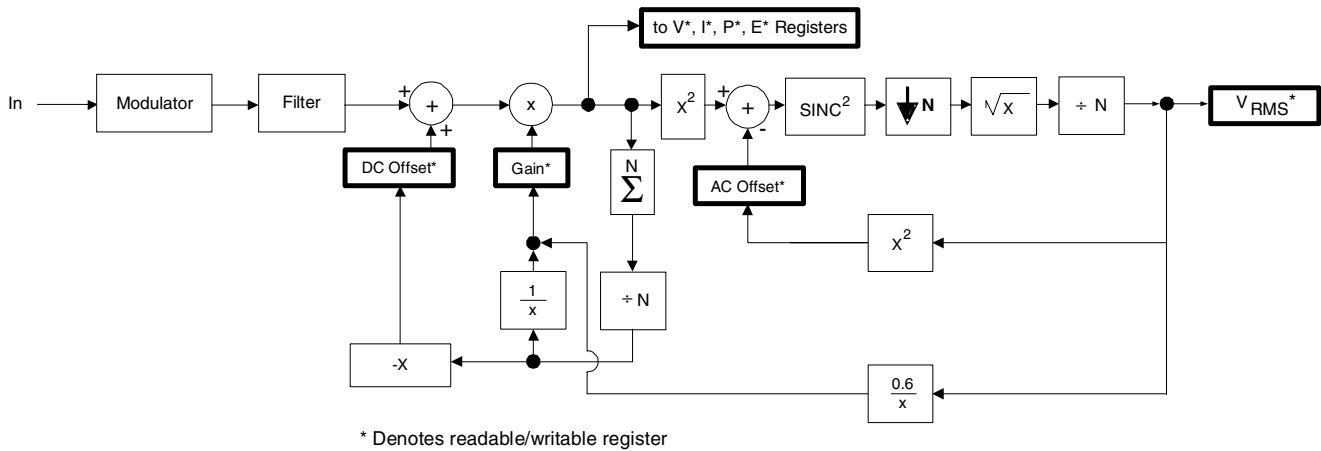 to V*, I*, P*, E* Registers
In
Modulator
Filter
+
+
+
x
X²
+
+
-
SINC²
N
√X
÷ N
V RMS*
DC Offset*
Gain*
N
Σ
AC Offset*
X²
1
x
÷ N
-X
0.6
x
* Denotes readable/writable register